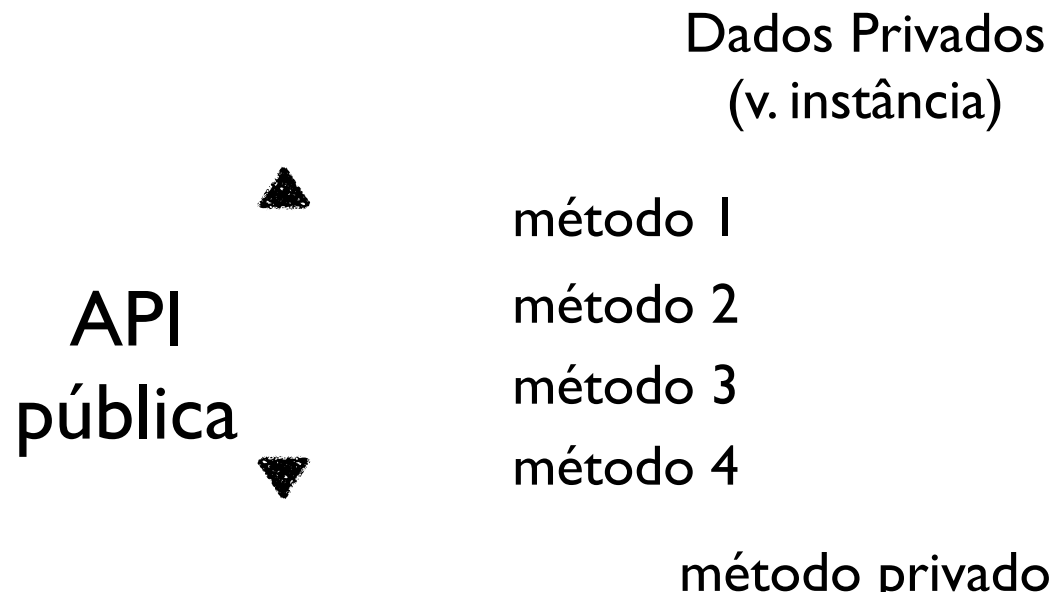 Dados Privados
(v. instância)
método 1
método 2
método 3
método 4
API
pública
método privado